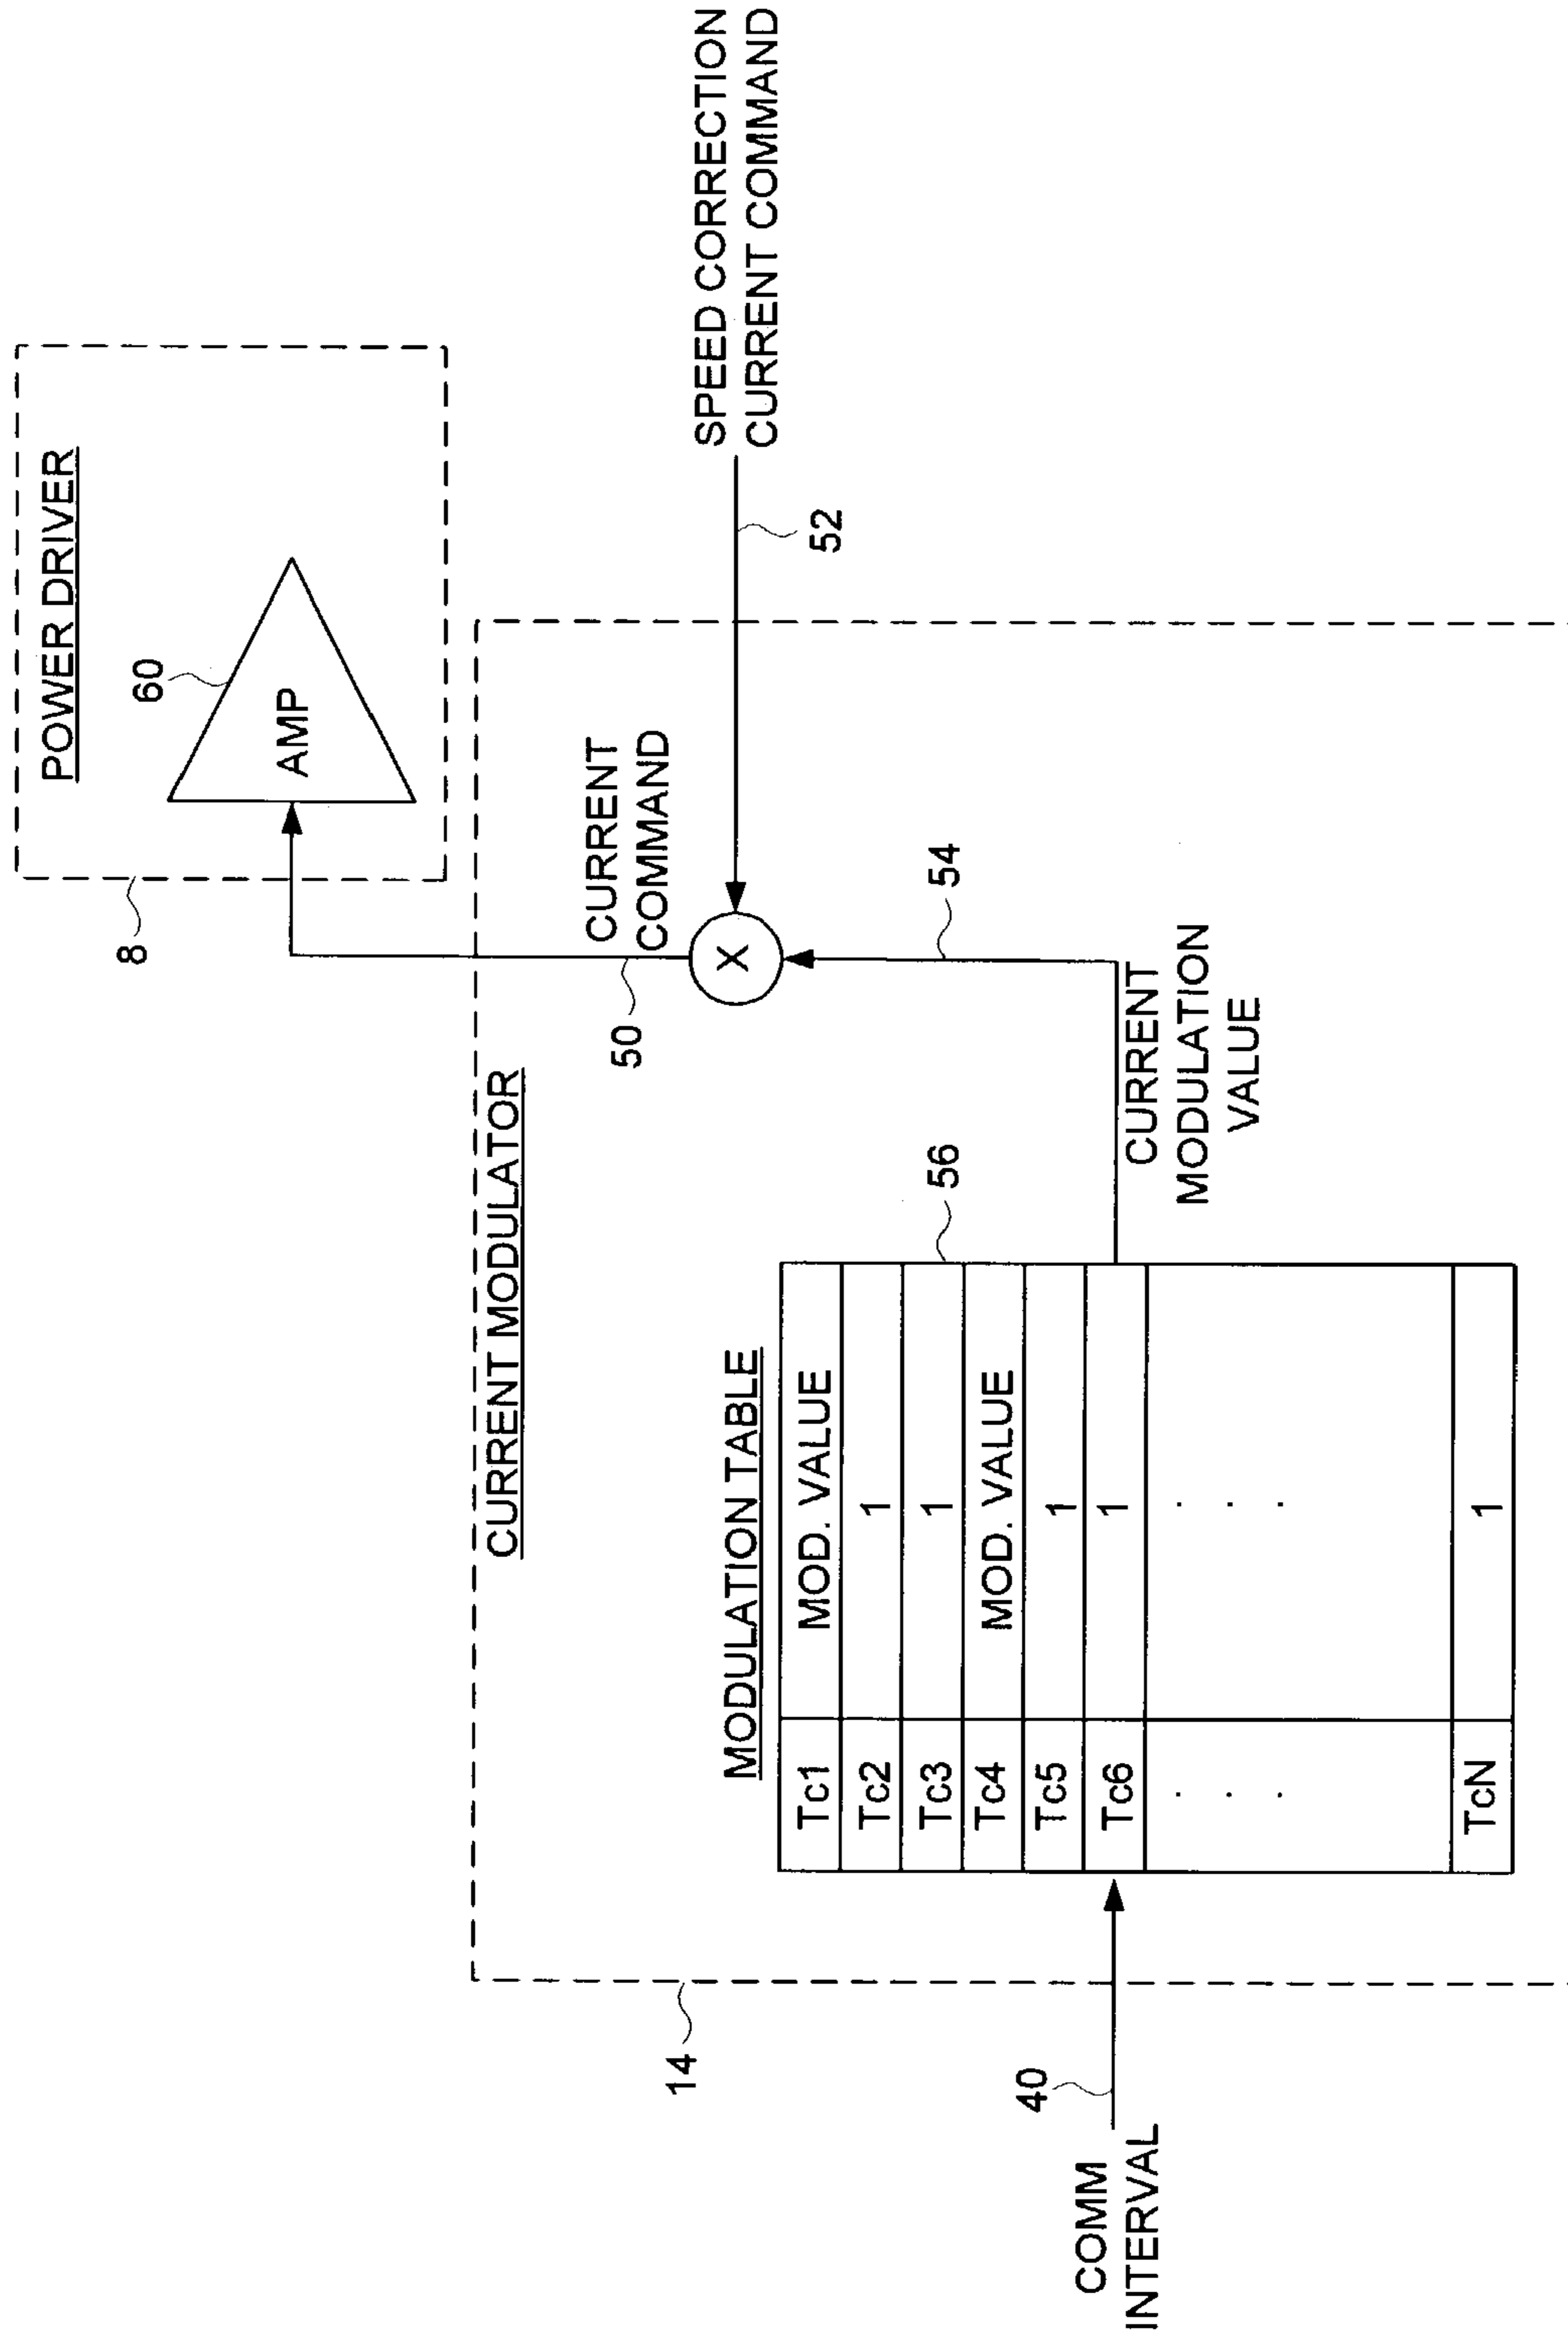 POWER DRIVER
60
AMP
8
CURRENT
COMMAND
50
X
SPEED CORRECTION
CURRENT COMMAND
52
CURRENT MODULATOR
14
54
CURRENT
MODULATION
VALUE
MODULATION TABLE
56
Tc1 MOD. VALUE
Tc2 1
Tc3 1
Tc4 MOD. VALUE
Tc5 1
Tc6 1
. . . . . .
TcN 1
40
COMM
INTERVAL